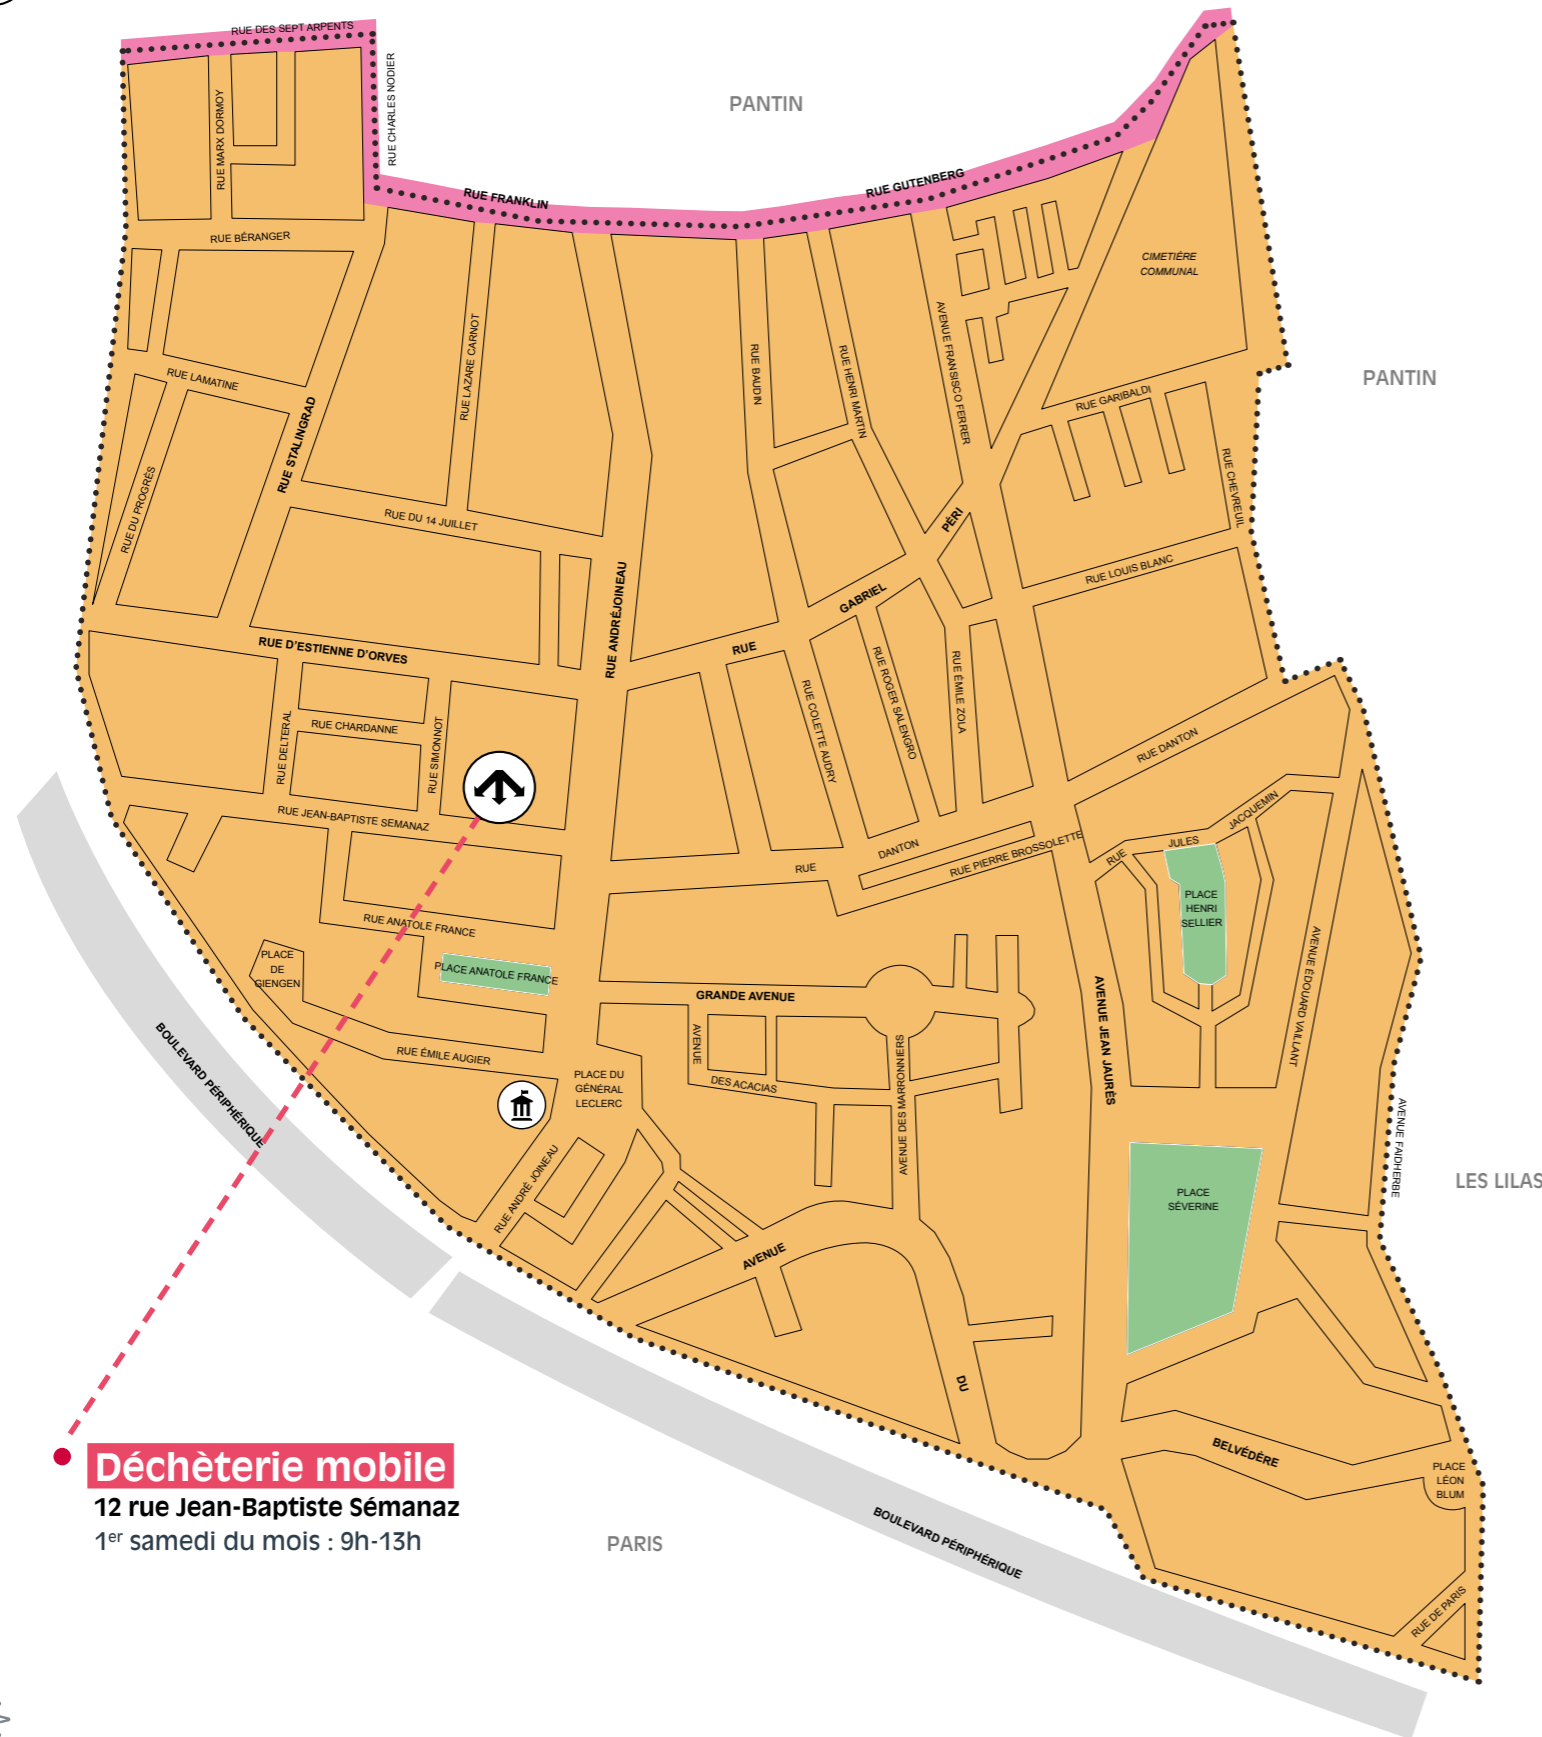 RUE DES SEPT ARPENTS
RUE CHARLES NODIER
RUE MARX DORMOY
PANTIN
RUE FRANKLIN
RUE GUTENBERG
RUE BÉRANGER
CIMETIÈRE
COMMUNAL
RUE LAMATINE
RUE STALINGRAD
RUE LAZARE CARNOT
RUE BAUDIN
RUE HENRI MARTIN
AVENUE FRANSISCO FERRER
RUE GARIBALDI
PANTIN
RUE CHEVREUIL
RUE DU PROGRÈS
RUE DU 14 JUILLET
PÉRI
RUE LOUIS BLANC
GABRIEL
RUE
RUE ANDRÉJOINEAU
RUE D'ESTIENNE D'ORVES
RUE COLETTE AUDRY
RUE ROGER SALENGRO
RUE ÉMILE ZOLA
RUE DELTERAL
RUE CHARDANNE
RUE SIMONNOT
RUE DANTON
RUE JEAN-BAPTISTE SEMANAZ
RUE
DANTON
RUE PIERRE BROSSOLETTE
RUE
JULES
JACQUEMIN
PLACE
HENRI
SELLIER
RUE ANATOLE FRANCE
PLACE
DE
GIENGEN
PLACE ANATOLE FRANCE
GRANDE AVENUE
AVENUE JEAN JAURÈS
AVENUE ÉDOUARD VAILLANT
BOULEVARD PÉRIPHÉRIQUE
RUE ÉMILE AUGIER
PLACE DU
GÉNÉRAL
LECLERC
AVENUE
DES ACACIAS
AVENUE DES MARRONNIERS
AVENUE FAIDHERBE
LES LILAS
RUE ANDRÉ JOINEAU
PLACE
SÉVERINE
AVENUE
DU
BELVÉDÈRE
PLACE
LÉON
BLUM
RUE DE PARIS
Déchèterie mobile
12 rue Jean-Baptiste Sémanaz
1er samedi du mois : 9h-13h
PARIS
BOULEVARD PÉRIPHÉRIQUE